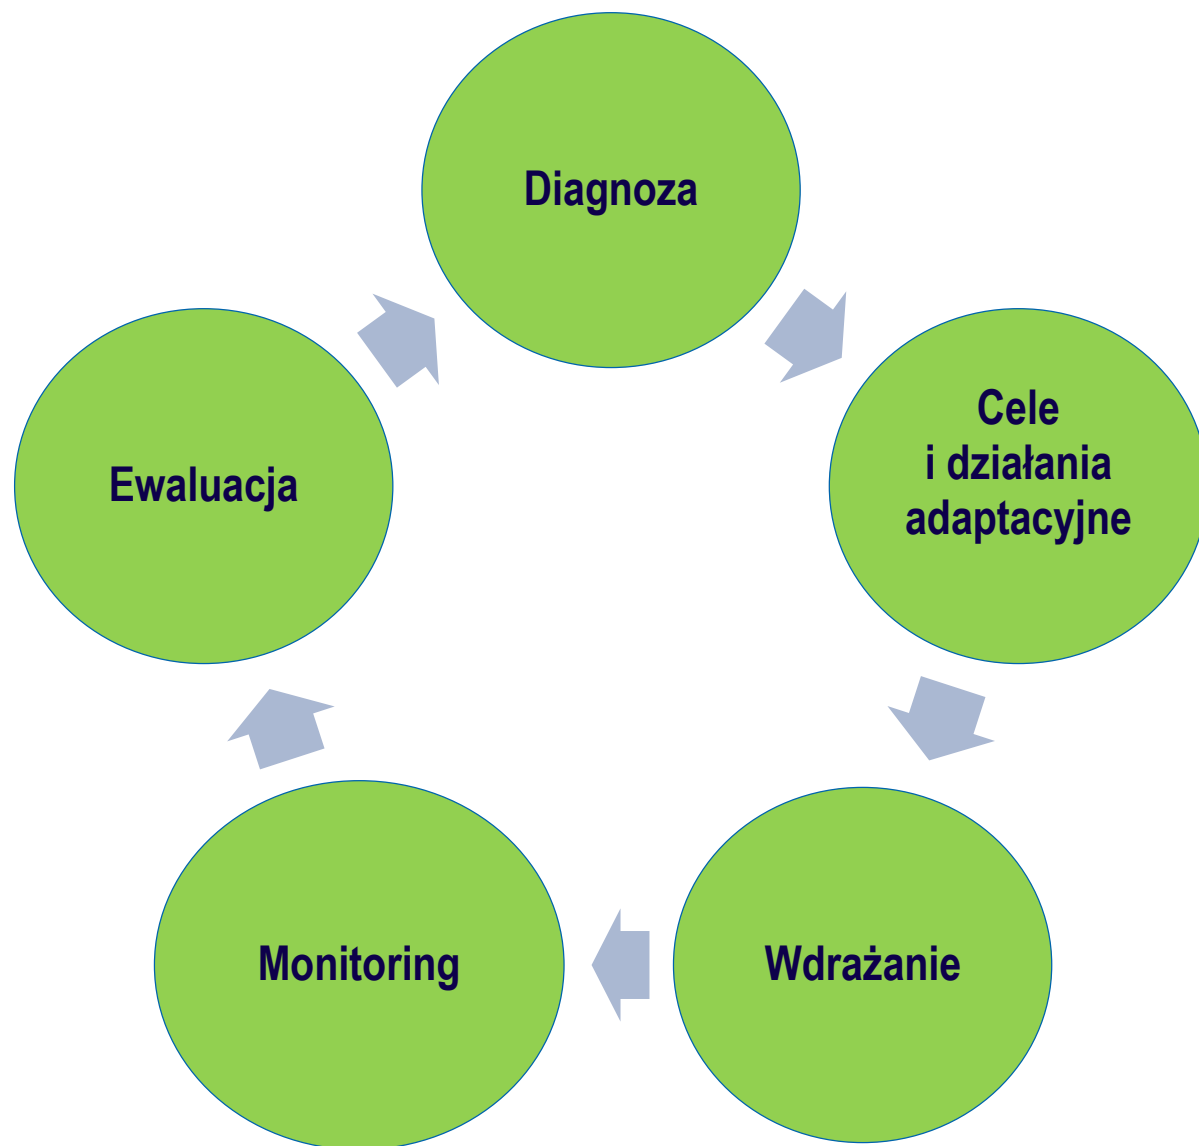 Diagnoza
Cele
i działania
adaptacyjne
Wdrażanie
Monitoring
Ewaluacja